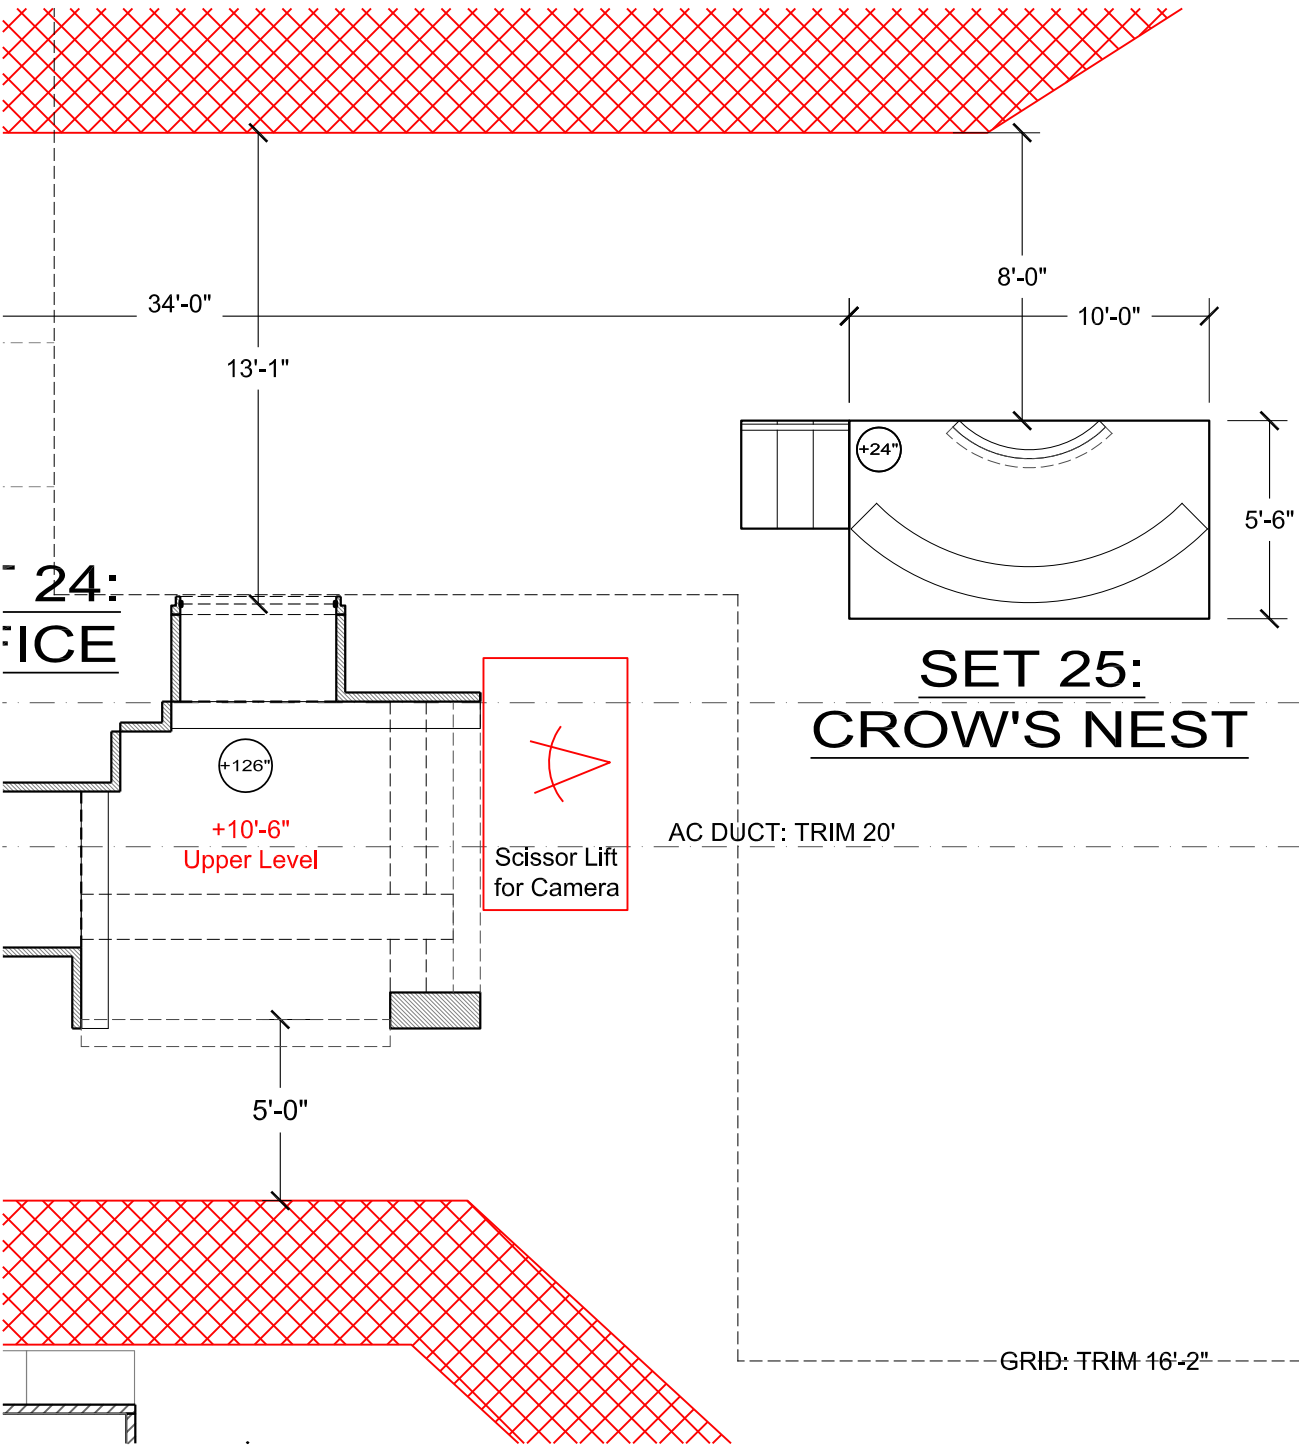 34'-0"
8'-0"
10'-0"
13'-1"
+24"
5'-6"
24:
SET 25:
CROW'S NEST
+126"
+10'-6"
Upper Level
AC DUCT: TRIM 20'
Scissor Lift
for Camera
5'-0"
GRID: TRIM 16'-2"